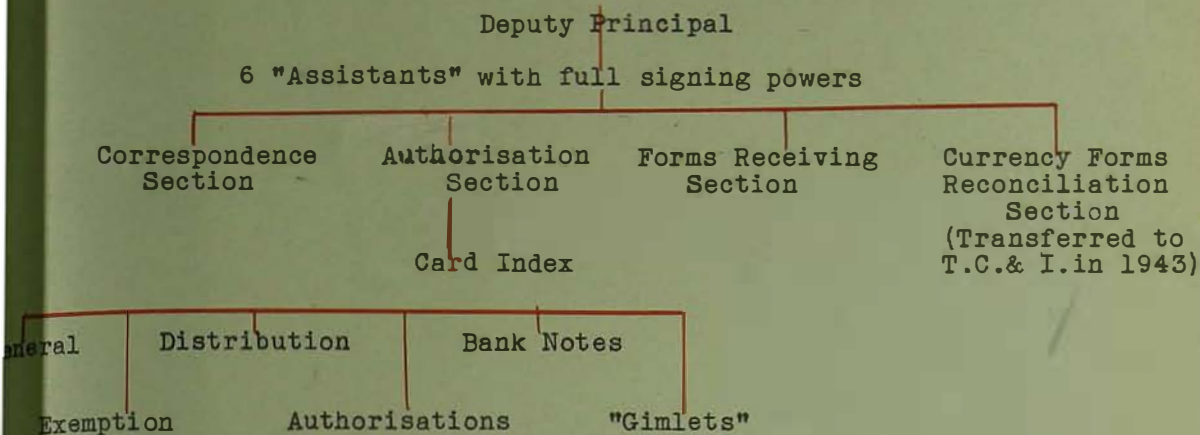 Deputy Principal
6 "Assistants" with full signing powers
Correspondence Section
Authorisation Section
Forms Receiving Section
Currency Forms Reconciliation Section (Transferred to T.C.& I.in 1943)
Card Index
Distribution
Bank Notes
Exemption
Authorisations
"Gimlets"